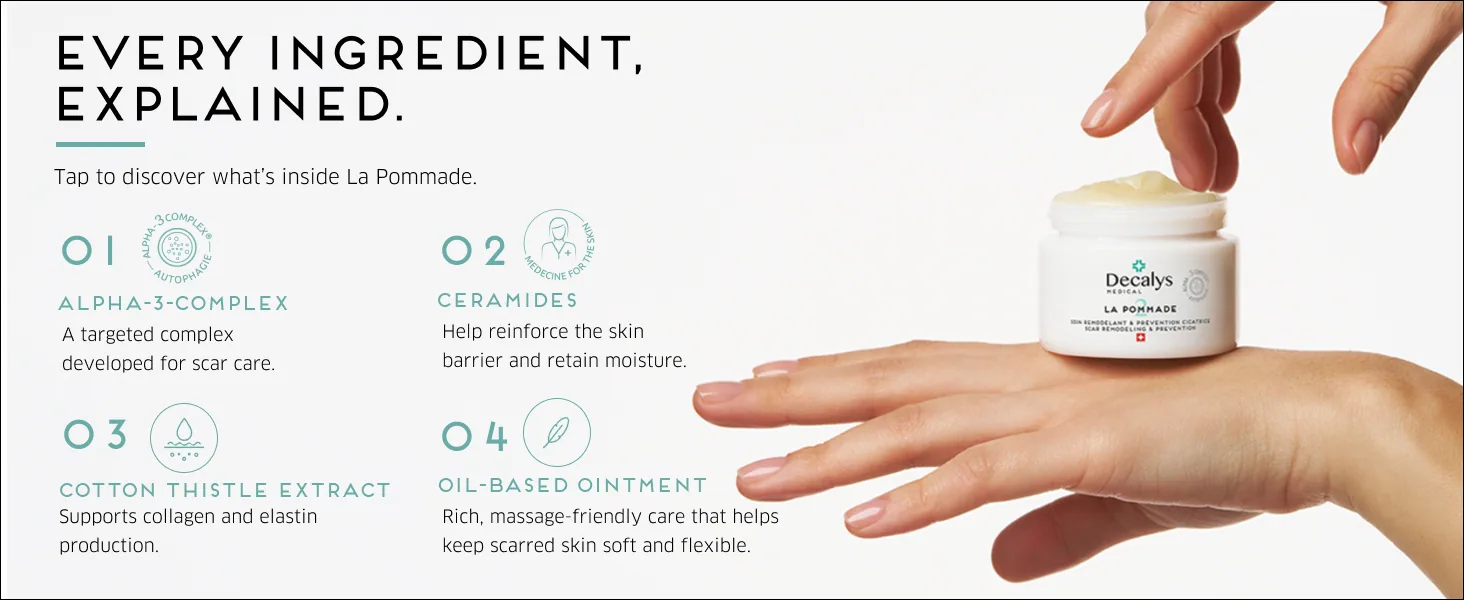 EVERY INGREDIENT,
EXPLAINED.
Tap to discover what's inside La Pommade.
01
ALPHA-3-COMPLEX®
AUTOPHAGIE
ALPHA-3-COMPLEX
A targeted complex
developed for scar care.
02
MEDECINE FOR THE SKIN
CERAMIDES
Help reinforce the skin
barrier and retain moisture.
03
COTTON THISTLE EXTRACT
Supports collagen and elastin
production.
04
OIL-BASED OINTMENT
Rich, massage-friendly care that helps
keep scarred skin soft and flexible.
Decalys
MEDICAL
2
LA POMMADE
SOIN REMODELANT & PRÉVENTION CICATRICE
SCAR REMODELING & PREVENTION